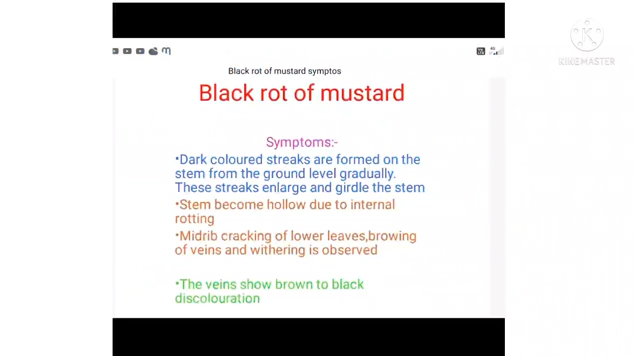 KINEMASTER
Black rot of mustard symptos
Black rot of mustard
Symptoms:-
•Dark coloured streaks are formed on the
stem from the ground level gradually.
These streaks enlarge and girdle the stem
•Stem become hollow due to internal
rotting
•Midrib cracking of lower leaves,browing
of veins and withering is observed
•The veins show brown to black
discolouration